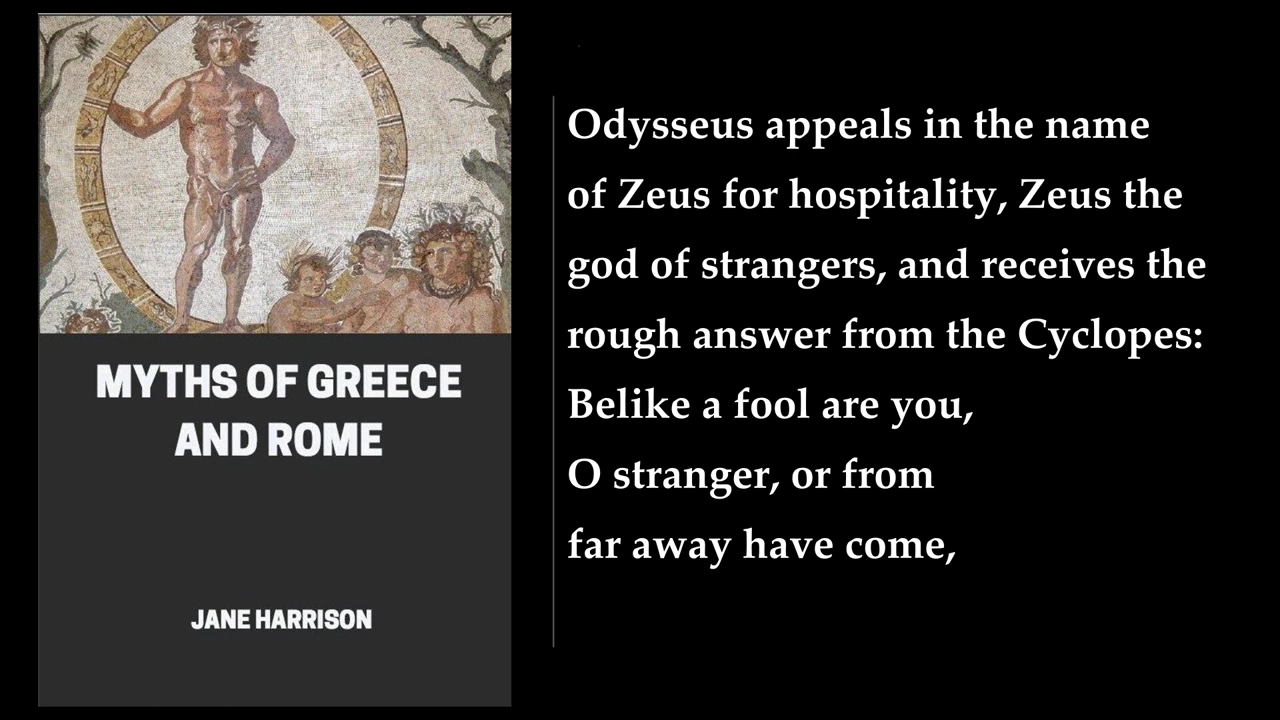 MYTHS OF GREECE
AND ROME
JANE HARRISON
Odysseus appeals in the name
of Zeus for hospitality, Zeus the
god of strangers, and receives the
rough answer from the Cyclopes:
Belike a fool are you,
O stranger, or from
far away have come,